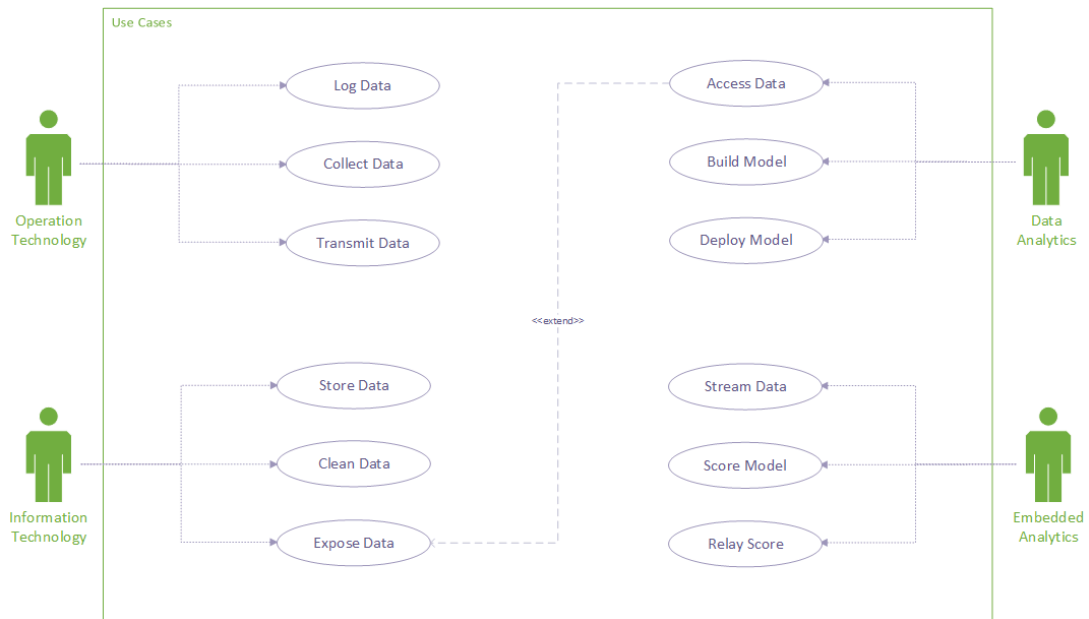 Use Cases
Log Data
Access Data
Collect Data
Build Model
Operation
Technology
Data
Analytics
Transmit Data
Deploy Model
<<extend>>
Store Data
Stream Data
Clean Data
Score Model
Information
Technology
Embedded
Analytics
Expose Data
Relay Score